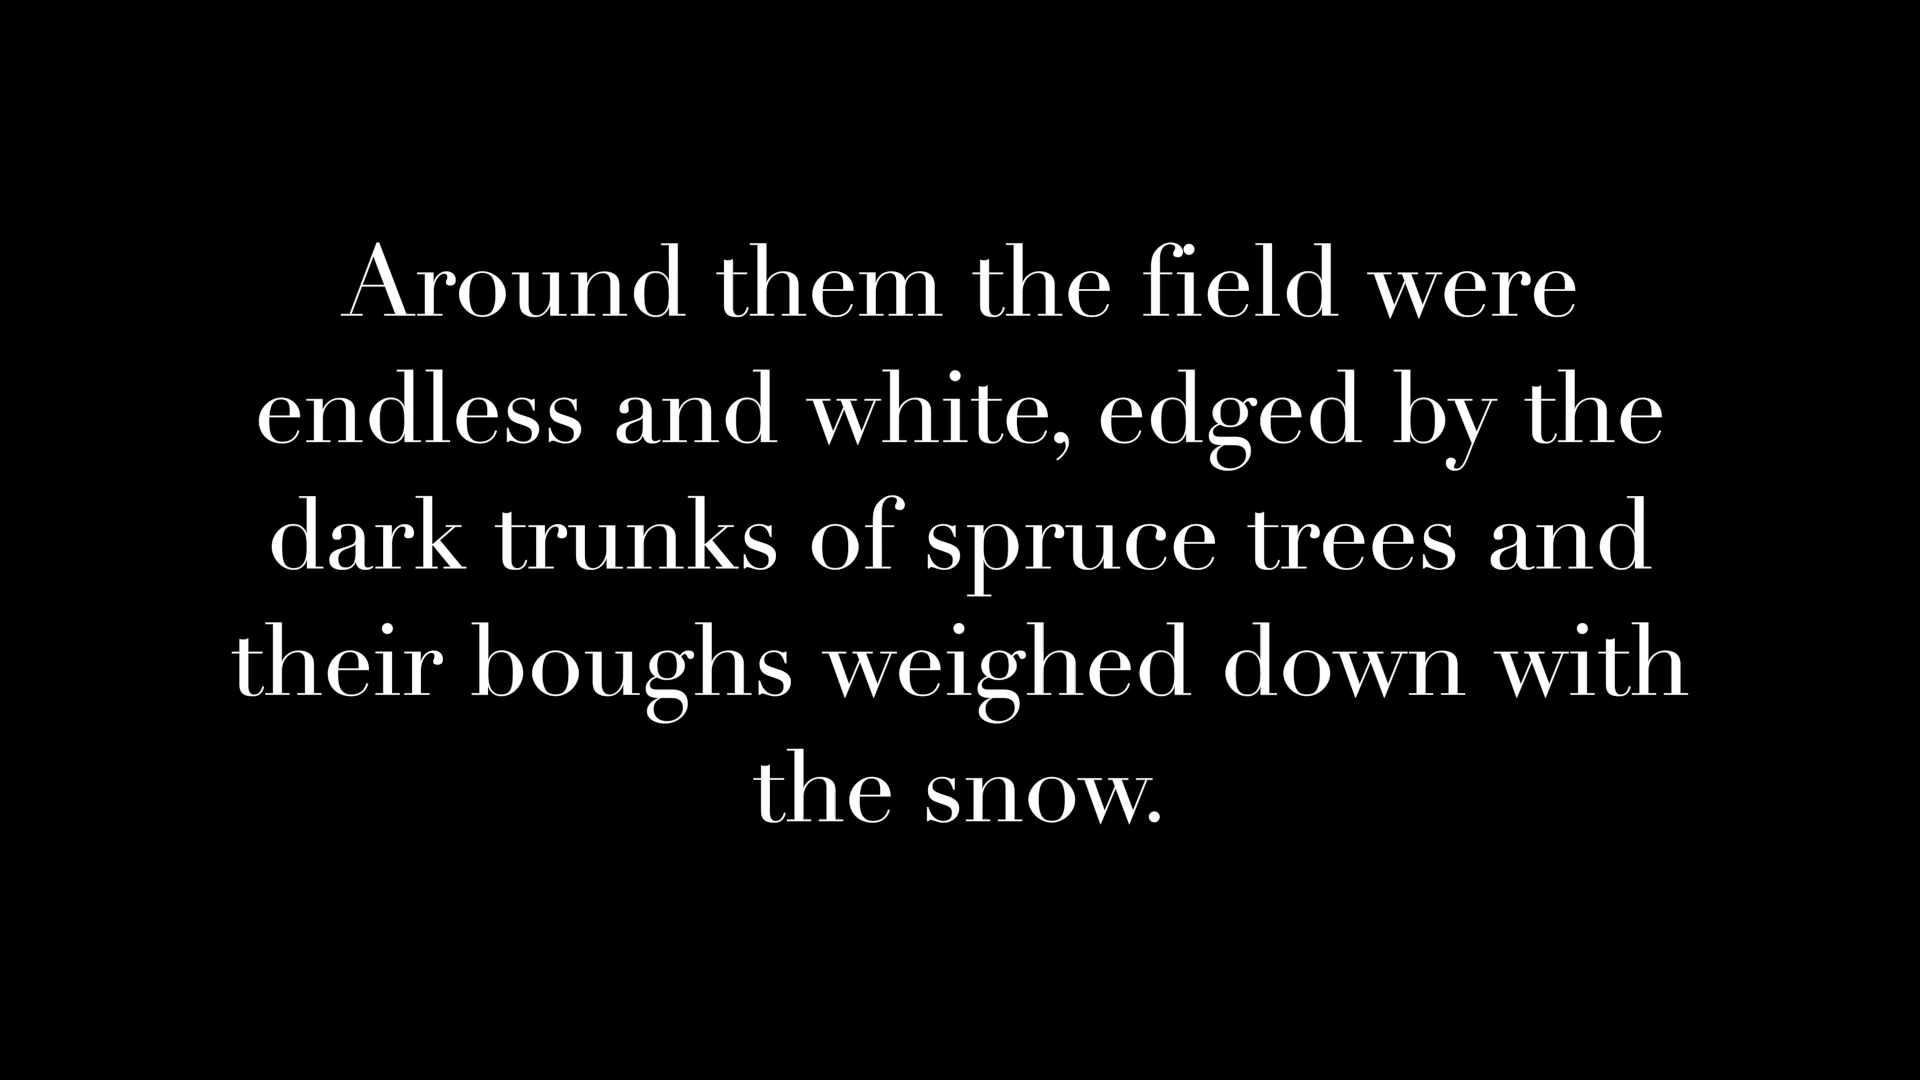 Around them the field were
endless and white, edged by the
dark trunks of spruce trees and
their boughs weighed down with
the snow.